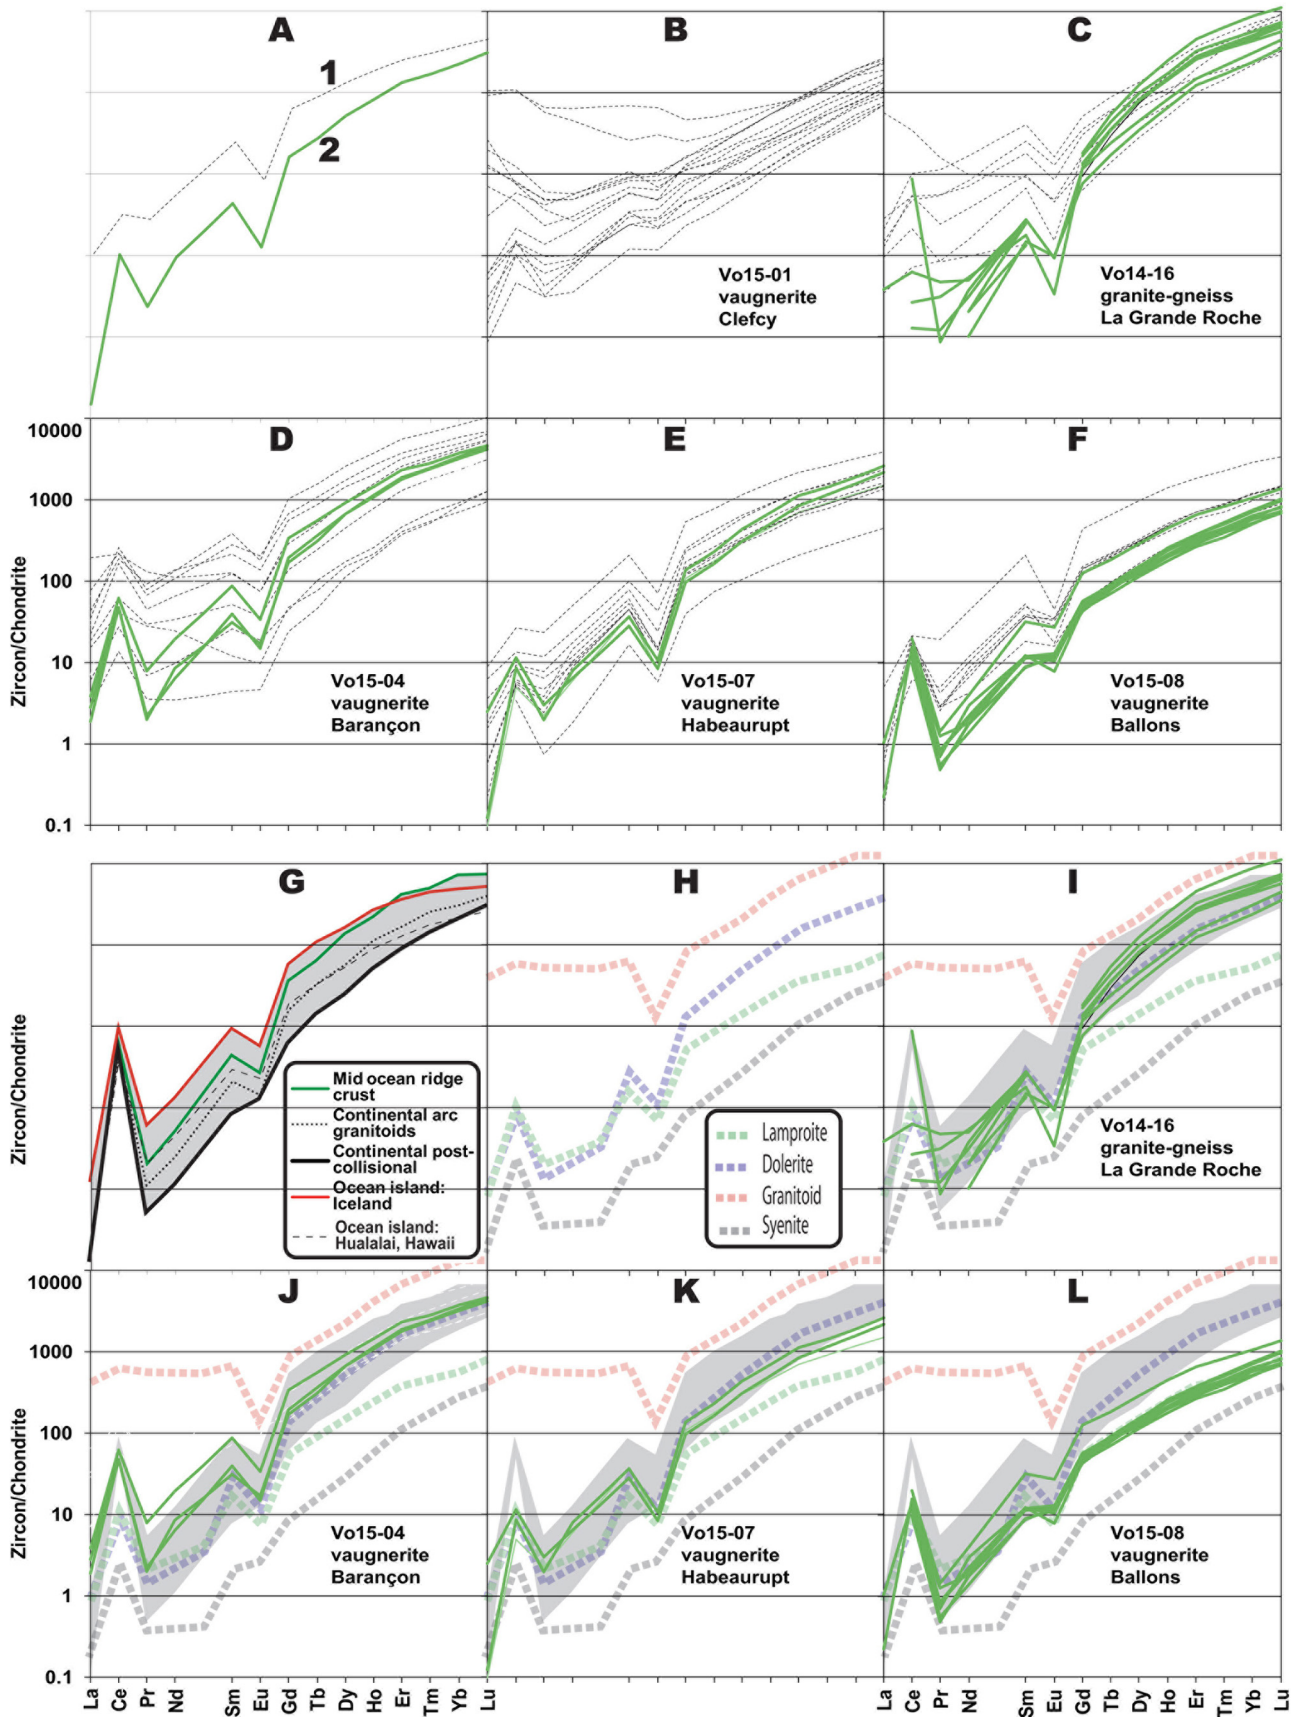 A
1
2
B
Vo15-01
vaugnerite
Clefcy
C
Vo14-16
granite-gneiss
La Grande Roche
Zircon/Chondrite
10000
1000
100
10
1
0.1
D
Vo15-04
vaugnerite
Barançon
E
Vo15-07
vaugnerite
Habeaurupt
F
Vo15-08
vaugnerite
Ballons
Zircon/Chondrite
G
Mid ocean ridge
crust
Continental arc
granitoids
Continental post-
collisional
Ocean island:
Iceland
Ocean island:
Hualalai, Hawaii
H
Lamproite
Dolerite
Granitoid
Syenite
I
Vo14-16
granite-gneiss
La Grande Roche
Zircon/Chondrite
10000
1000
100
10
1
0.1
J
Vo15-04
vaugnerite
Barançon
K
Vo15-07
vaugnerite
Habeaurupt
L
Vo15-08
vaugnerite
Ballons
La Ce Pr Nd Sm Eu Gd Tb Dy Ho Er Tm Yb Lu
La Ce Pr Nd Sm Eu Gd Tb Dy Ho Er Tm Yb Lu